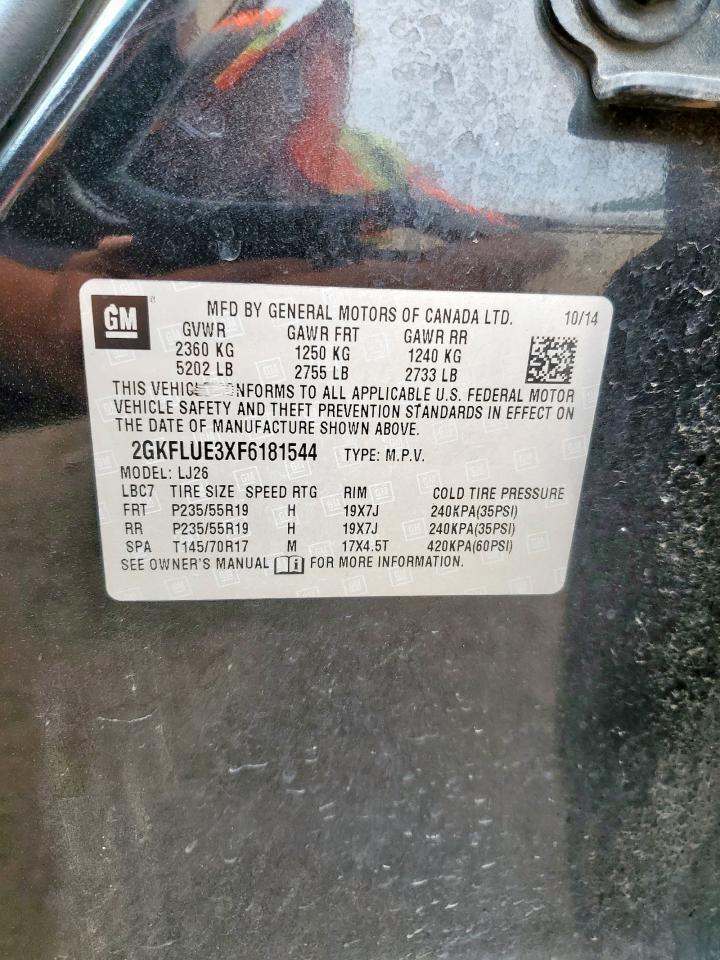 GM
MFD BY GENERAL MOTORS OF CANADA LTD. 10/14
GVWR GAWR FRT GAWR RR
2360 KG 1250 KG 1240 KG
5202 LB 2755 LB 2733 LB
THIS VEHIC NFORMS TO ALL APPLICABLE U.S. FEDERAL MOTOR
VEHICLE SAFETY AND THEFT PREVENTION STANDARDS IN EFFECT ON
THE DATE OF MANUFACTURE SHOWN ABOVE.
2GKFLUE3XF6181544 TYPE: M.P.V.
MODEL: LJ26
LBC7 TIRE SIZE SPEED RTG RIM COLD TIRE PRESSURE
FRT P235/55R19 H 19X7J 240KPA(35PSI)
RR P235/55R19 H 19X7J 240KPA(35PSI)
SPA T145/70R17 M 17X4.5T 420KPA(60PSI)
SEE OWNER'S MANUAL FOR MORE INFORMATION.